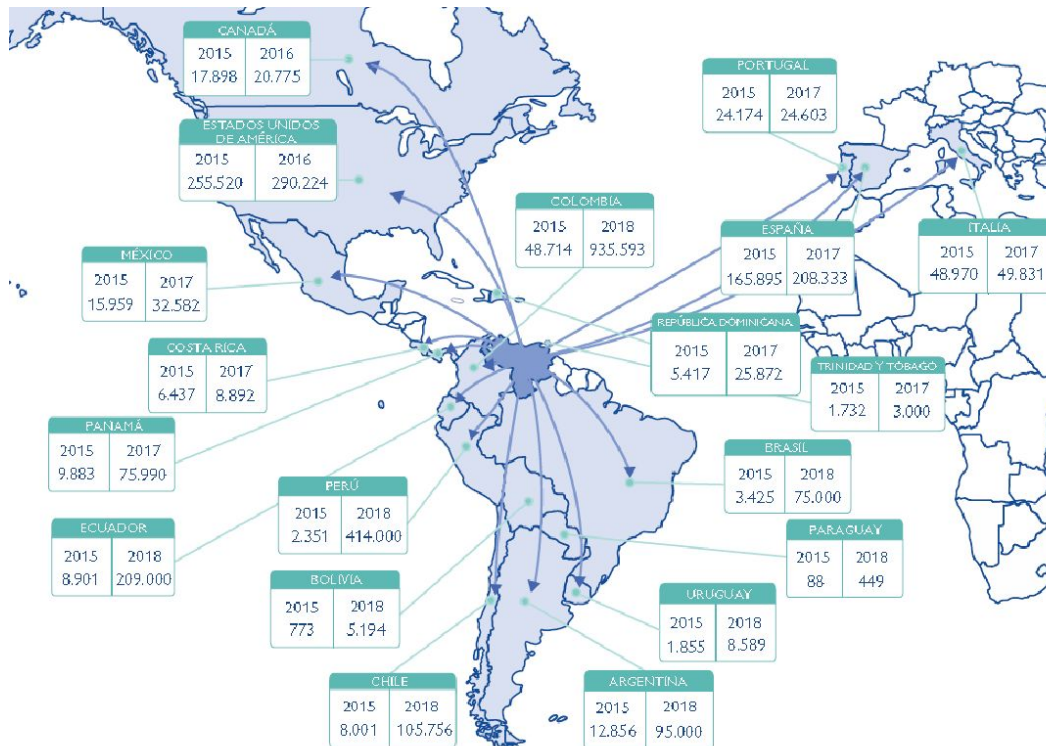 CANADÁ
2015 2016
17.898 20.775
ESTADOS UNIDOS
DE AMÉRICA
2015 2016
255.520 290.224
MÉXICO
2015 2017
15.959 32.582
COSTA RICA
2015 2017
6.437 8.892
PANAMÁ
2015 2017
9.883 75.990
ECUADOR
2015 2018
8.901 209.000
PERÚ
2015 2018
2.351 414.000
BOLIVIA
2015 2018
773 5.194
CHILE
2015 2018
8.001 105.756
COLOMBIA
2015 2018
48.714 935.593
PORTUGAL
2015 2017
24.174 24.603
ESPAÑA
2015 2017
165.895 208.333
ITALIA
2015 2017
48.970 49.831
REPÚBLICA DOMINICANA
2015 2017
5.417 25.872
TRINIDAD Y TÓBAGO
2015 2017
1.732 3.000
BRASIL
2015 2018
3.425 75.000
PARAGUAY
2015 2018
88 449
URUGUAY
2015 2018
1.855 8.589
ARGENTINA
2015 2018
12.856 95.000